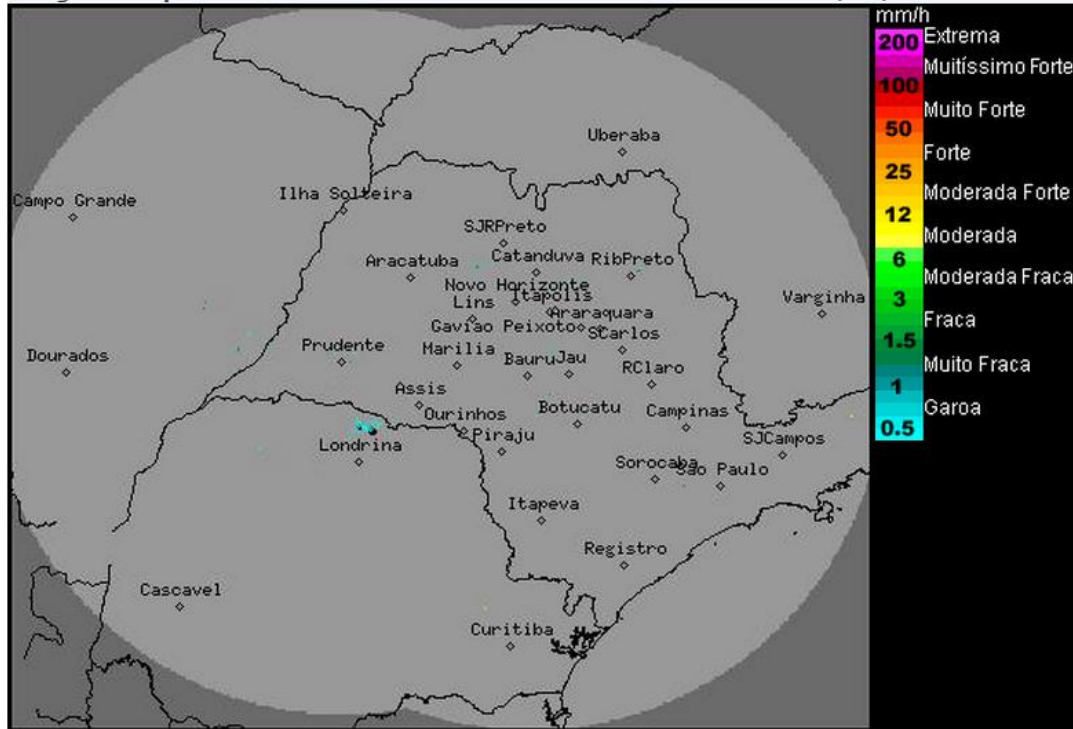 mm/h
200 Extrema
Muitíssimo Forte
100
Muito Forte
50
Forte
25
Moderada Forte
12
Moderada
6
Moderada Fraca
3
Fraca
1.5
Muito Fraca
1
Garoa
0.5
Uberaba
Campo Grande
Ilha Solteira
SJRPreto
Aracatuba
Catanduva
RibPreto
Novo Horizonte
Itapolis
Lins
Araraquara
Varginha
Gaviao Peixoto
SCarlos
Dourados
Prudente
Marilia
Bauru
Jau
RClaro
Assis
Ourinhos
Botucatu
Campinas
Londrina
Piraju
SJCampos
Sorocaba
Sao Paulo
Itapeva
Registro
Cascavel
Curitiba